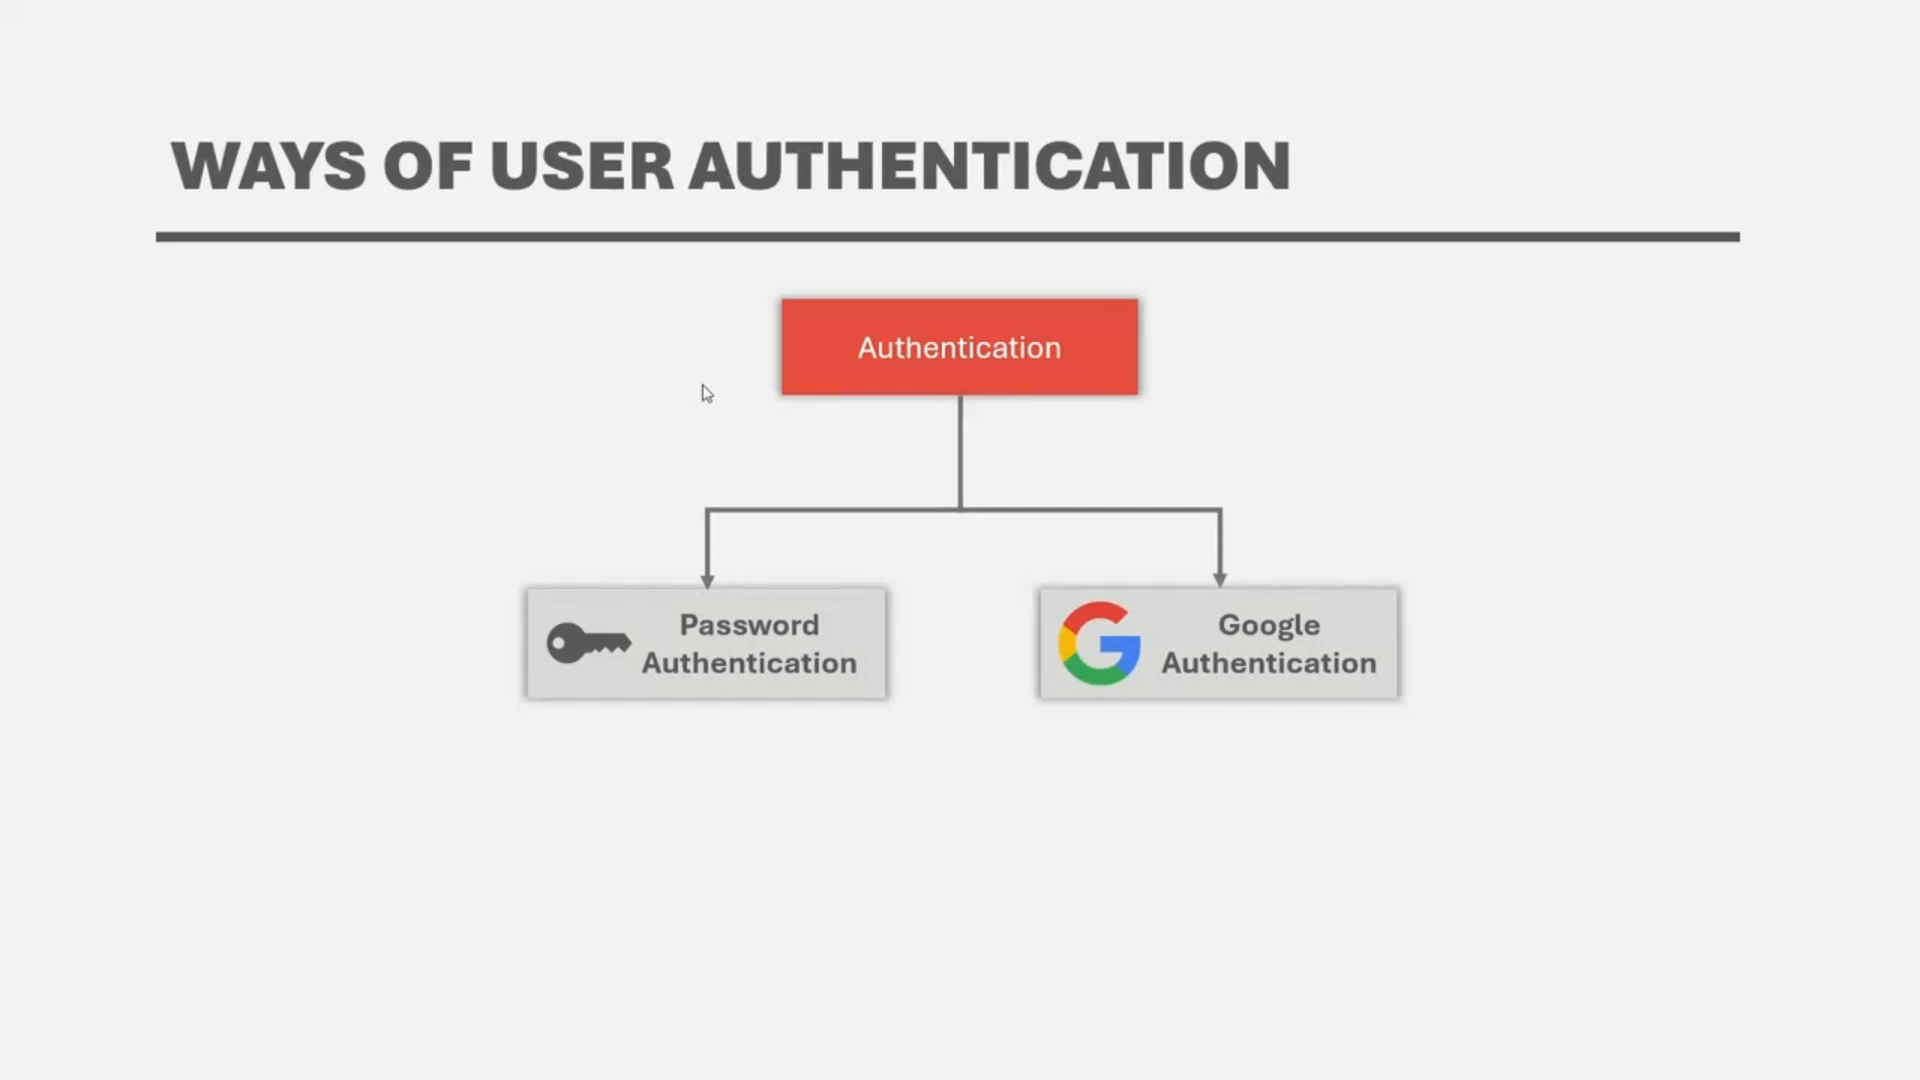 WAYS OF USER AUTHENTICATION
Authentication
Password
Authentication
Google
Authentication